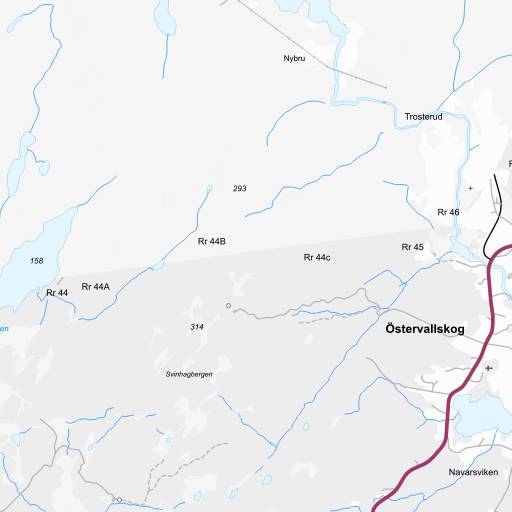 Nybru
Trosterud
293
Rr 46
Rr 44B
Rr 45
Rr 44c
158
Rr 44A
Rr 44
314
Östervallskog
Svinhagbergen
Navarsviken